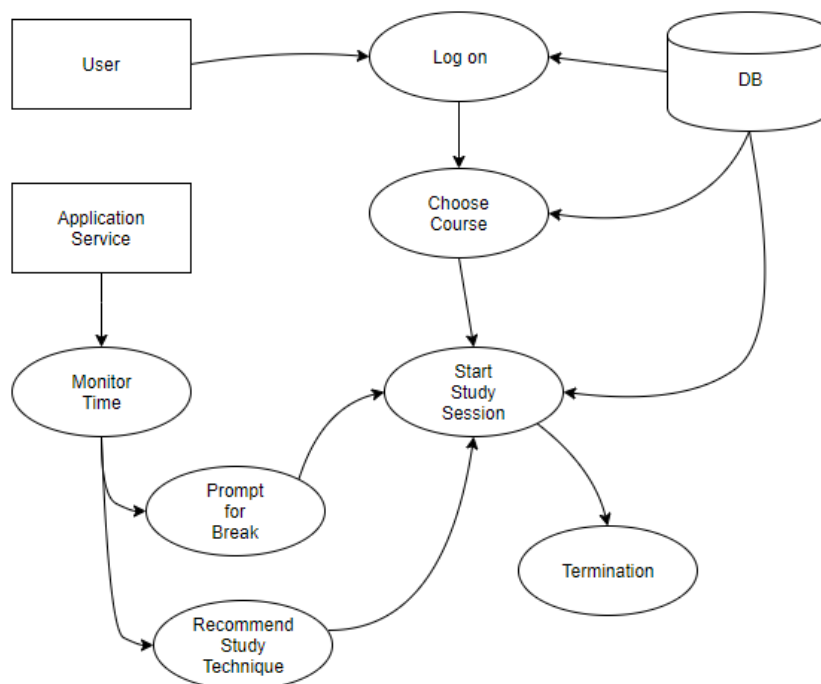 User
Log on
DB
Application
Service
Choose
Course
Monitor
Time
Start
Study
Session
Prompt
for
Break
Termination
Recommend
Study
Technique